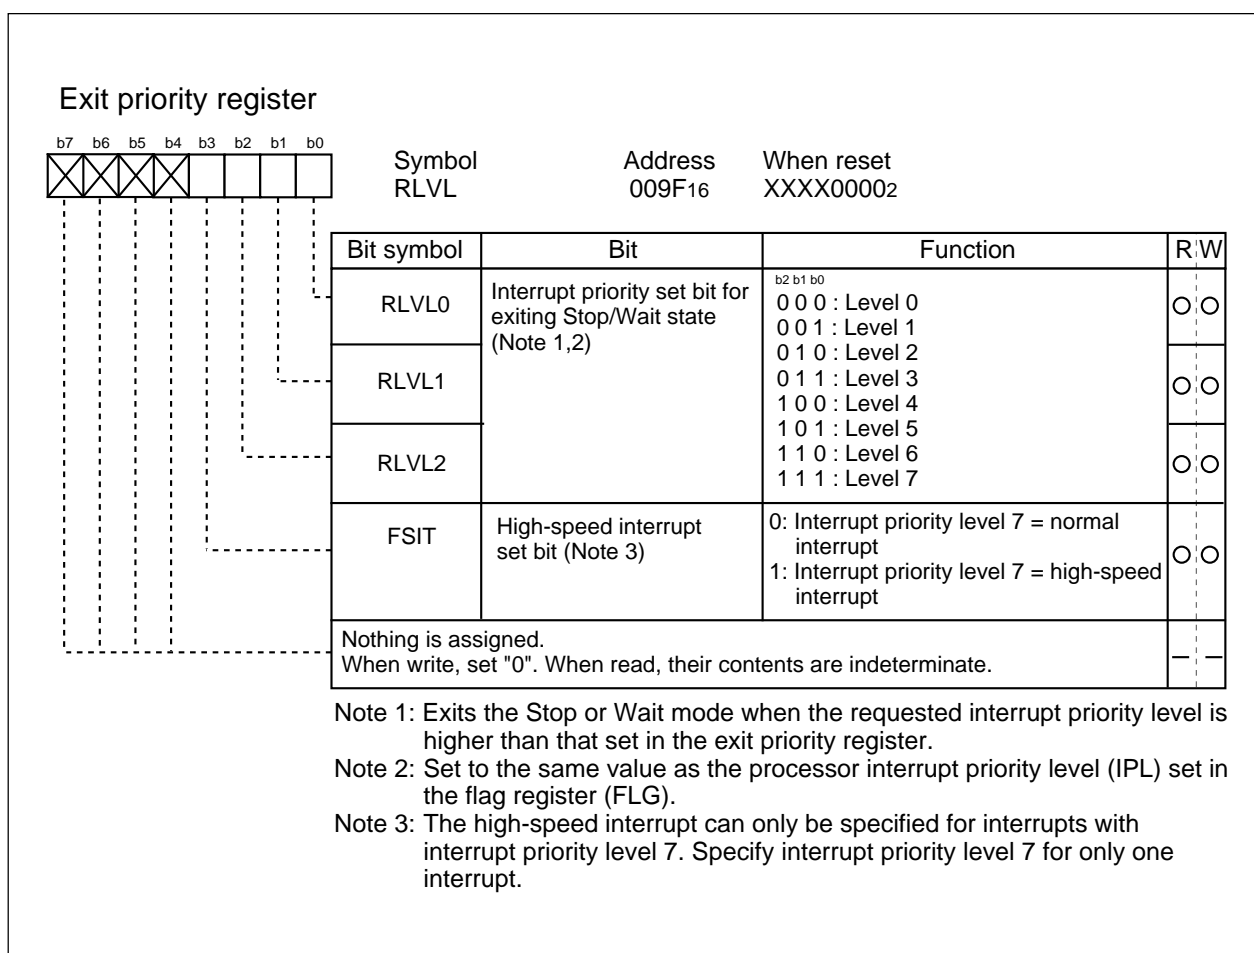 Exit priority register
b7 b6 b5 b4 b3 b2 b1 b0
Symbol Address When reset
RLVL 009F16 XXXX00002
Bit symbol Bit Function R W
RLVL0
Interrupt priority set bit for
exiting Stop/Wait state
(Note 1,2)
b2 b1 b0
0 0 0 : Level 0
0 0 1 : Level 1
0 1 0 : Level 2
0 1 1 : Level 3
1 0 0 : Level 4
1 0 1 : Level 5
1 1 0 : Level 6
1 1 1 : Level 7
RLVL1
RLVL2
FSIT
High-speed interrupt
set bit (Note 3)
0: Interrupt priority level 7 = normal
interrupt
1: Interrupt priority level 7 = high-speed
interrupt
Nothing is assigned.
When write, set "0". When read, their contents are indeterminate.
Note 1: Exits the Stop or Wait mode when the requested interrupt priority level is
higher than that set in the exit priority register.
Note 2: Set to the same value as the processor interrupt priority level (IPL) set in
the flag register (FLG).
Note 3: The high-speed interrupt can only be specified for interrupts with
interrupt priority level 7. Specify interrupt priority level 7 for only one
interrupt.